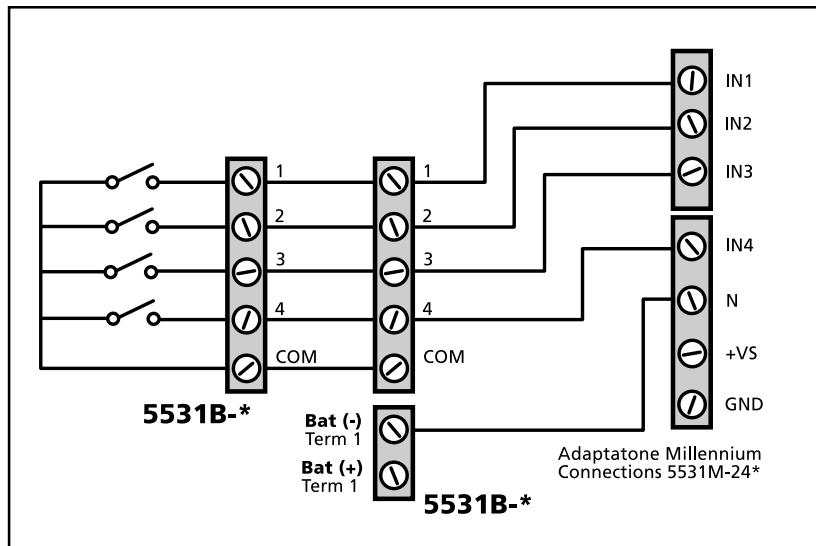 IN1
IN2
IN3
1 1
2 2
3 3
IN4
4 4
N
COM COM
+VS
GND
5531B-*
Bat (-)
Term 1
Bat (+)
Term 1
5531B-*
Adaptatone Millennium
Connections 5531M-24*